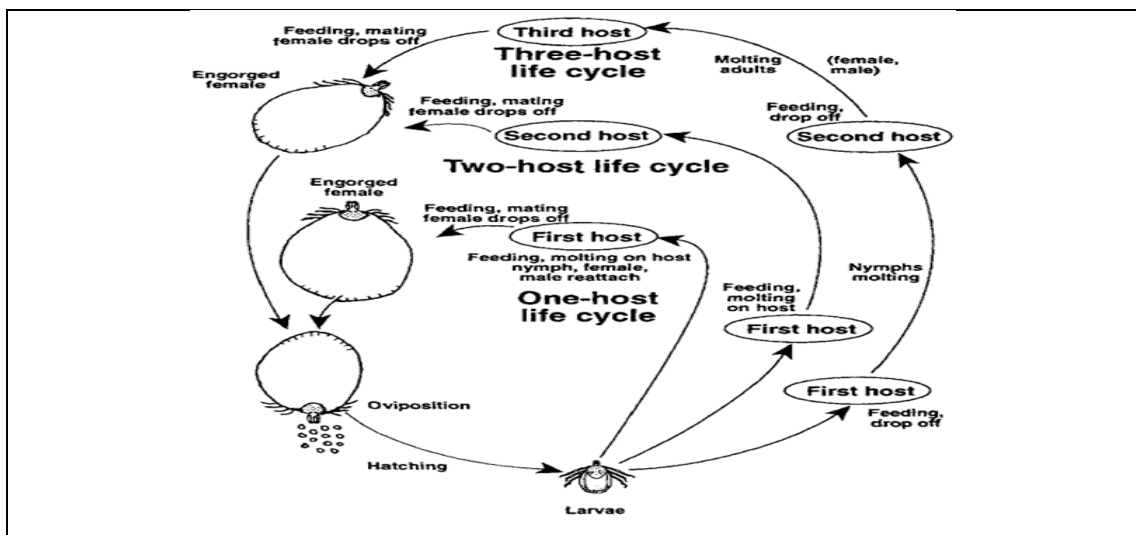 Feeding, mating
female drops off
Third host
Three-host
life cycle
Molting
adults
(female,
male)
Engorged
female
Feeding, mating
female drops off
Second host
Feeding,
drop off
Second host
Two-host life cycle
Engorged
female
Feeding, mating
female drops off
First host
Feeding, molting on host
nymph, female,
male reattach
One-host
life cycle
Nymphs
molting
Feeding,
molting
on host
First host
First host
Feeding,
drop off
Oviposition
Hatching
Larvae